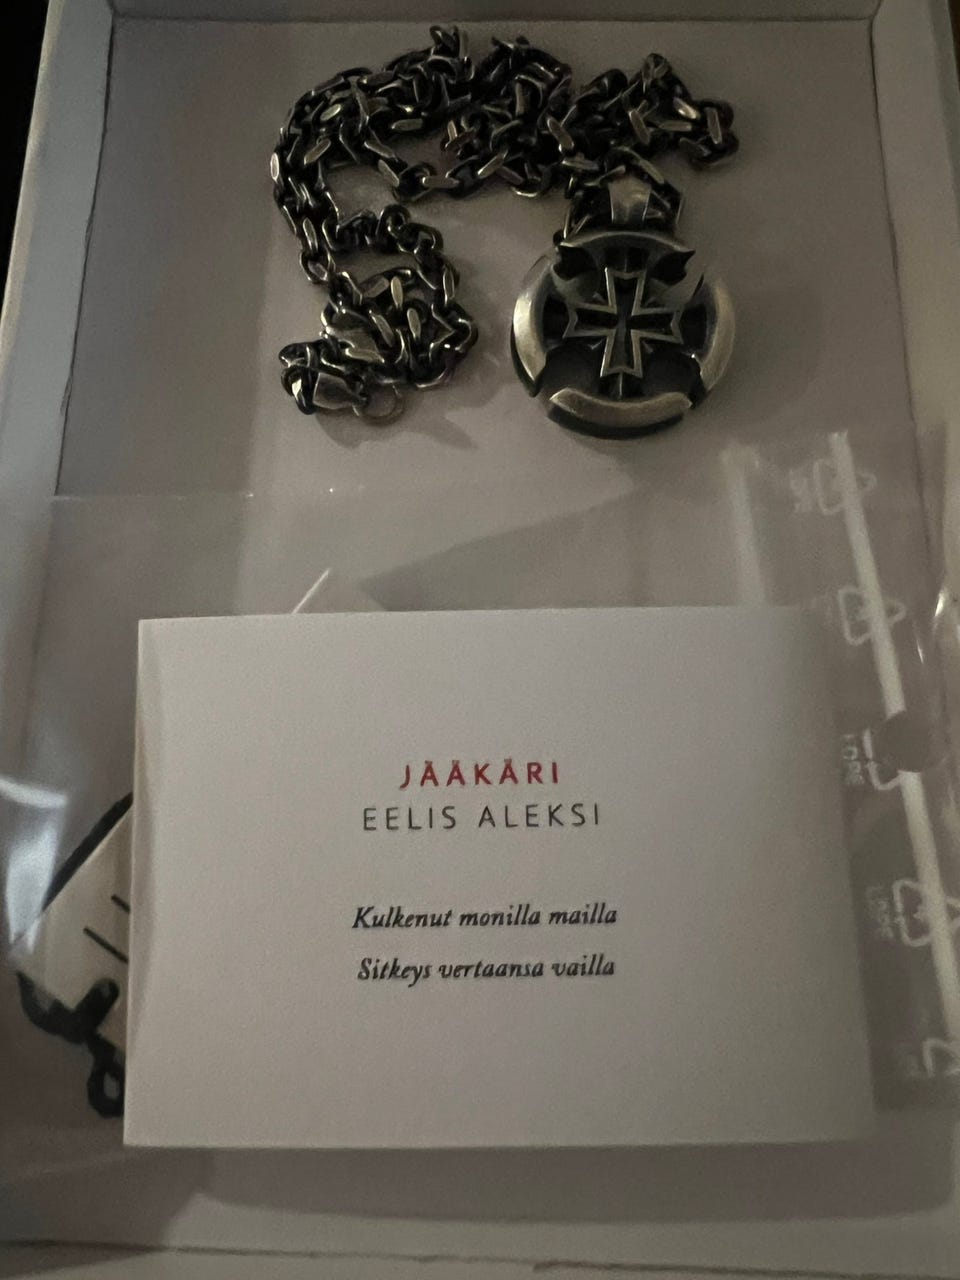 JÄÄKÄRI
EELIS ALEKSI
Kulkenut monilla mailla
Sitkeys vertaansa vailla